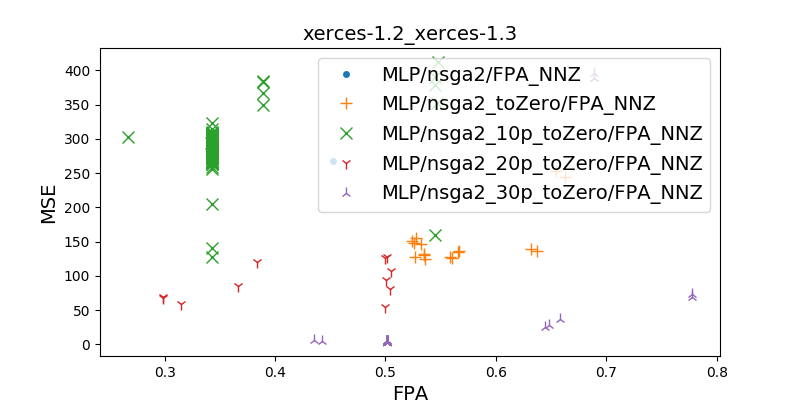 xerces-1.2_xerces-1.3
MSE
400
350
300
250
200
150
100
50
0
MLP/nsga2/FPA_NNZ
MLP/nsga2_toZero/FPA_NNZ
MLP/nsga2_10p_toZero/FPA_NNZ
MLP/nsga2_20p_toZero/FPA_NNZ
MLP/nsga2_30p_toZero/FPA_NNZ
0.3 0.4 0.5 0.6 0.7 0.8
FPA